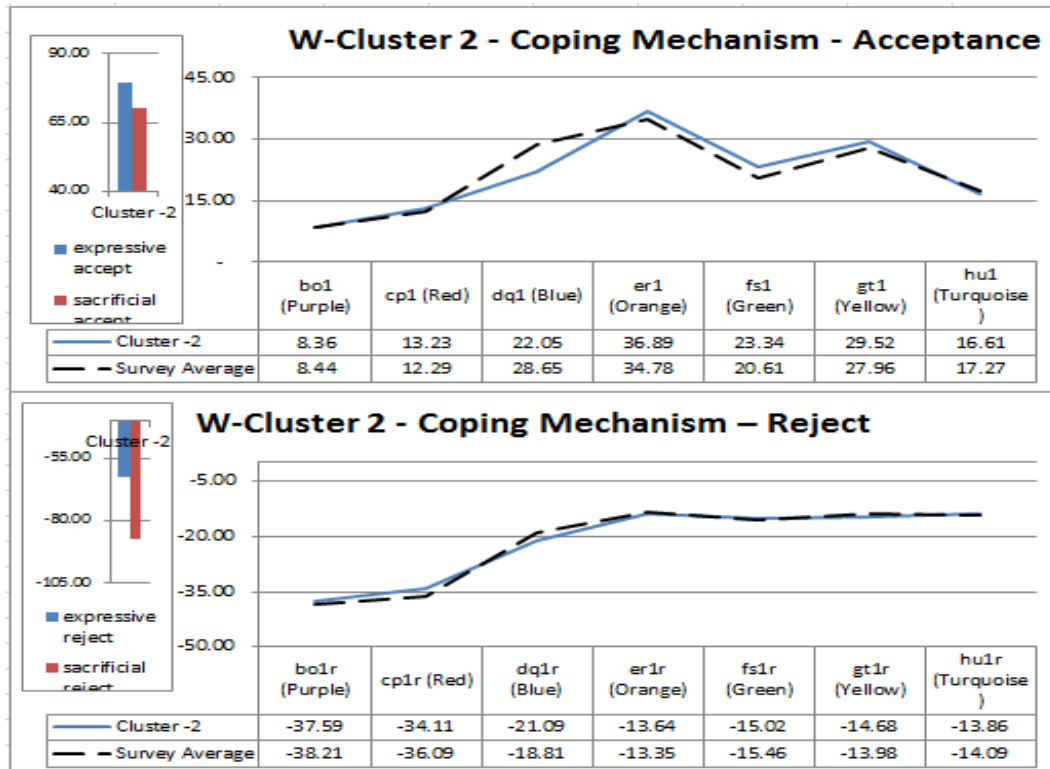 W-Cluster 2 - Coping Mechanism - Acceptance
90.00
65.00
40.00
Cluster -2
expressive
accept
sacrificial
accept
45.00
30.00
15.00
-
bo1 (Purple) cp1 (Red) dq1 (Blue) er1 (Orange) fs1 (Green) gt1 (Yellow) hu1 (Turquoise)
Cluster -2 8.36 13.23 22.05 36.89 23.34 29.52 16.61
Survey Average 8.44 12.29 28.65 34.78 20.61 27.96 17.27
W-Cluster 2 - Coping Mechanism – Reject
Cluster -2
-55.00
-80.00
-105.00
expressive
reject
sacrificial
reject
-5.00
-20.00
-35.00
-50.00
bo1r (Purple) cp1r (Red) dq1r (Blue) er1r (Orange) fs1r (Green) gt1r (Yellow) hu1r (Turquoise)
Cluster -2 -37.59 -34.11 -21.09 -13.64 -15.02 -14.68 -13.86
Survey Average -38.21 -36.09 -18.81 -13.35 -15.46 -13.98 -14.09